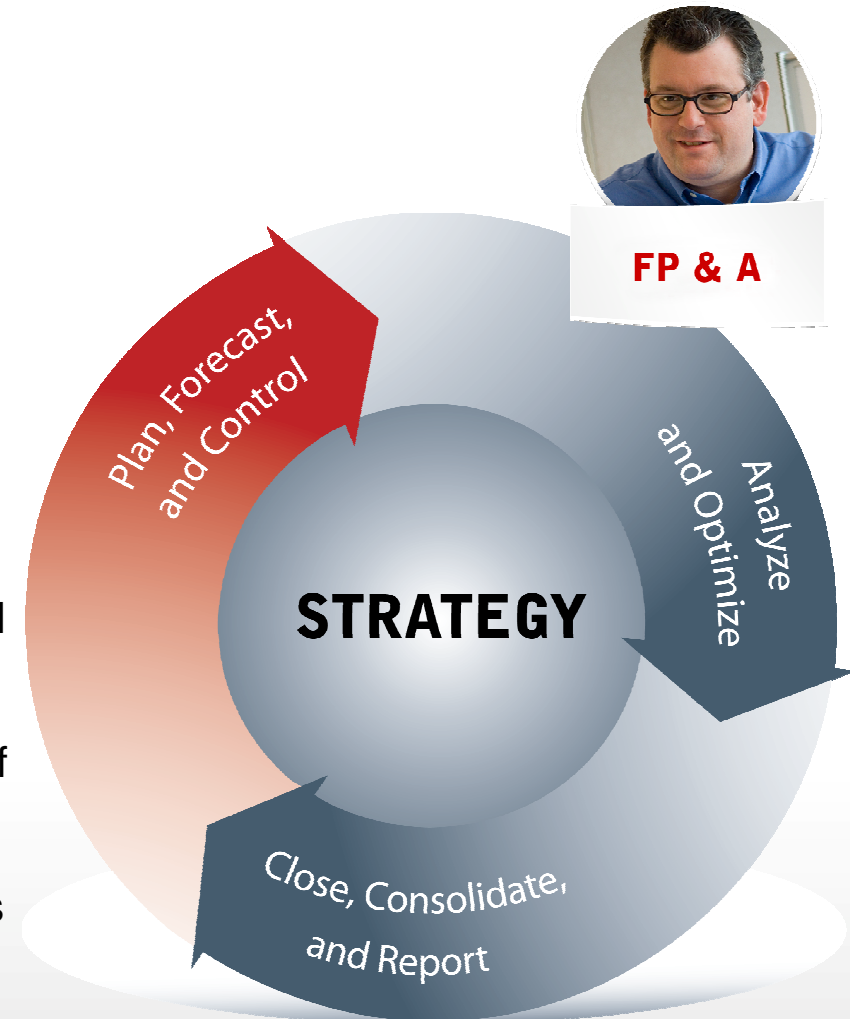 FP & A
Plan, Forecast,
and Control
Analyze
and Optimize
STRATEGY
Close, Consolidate,
and Report